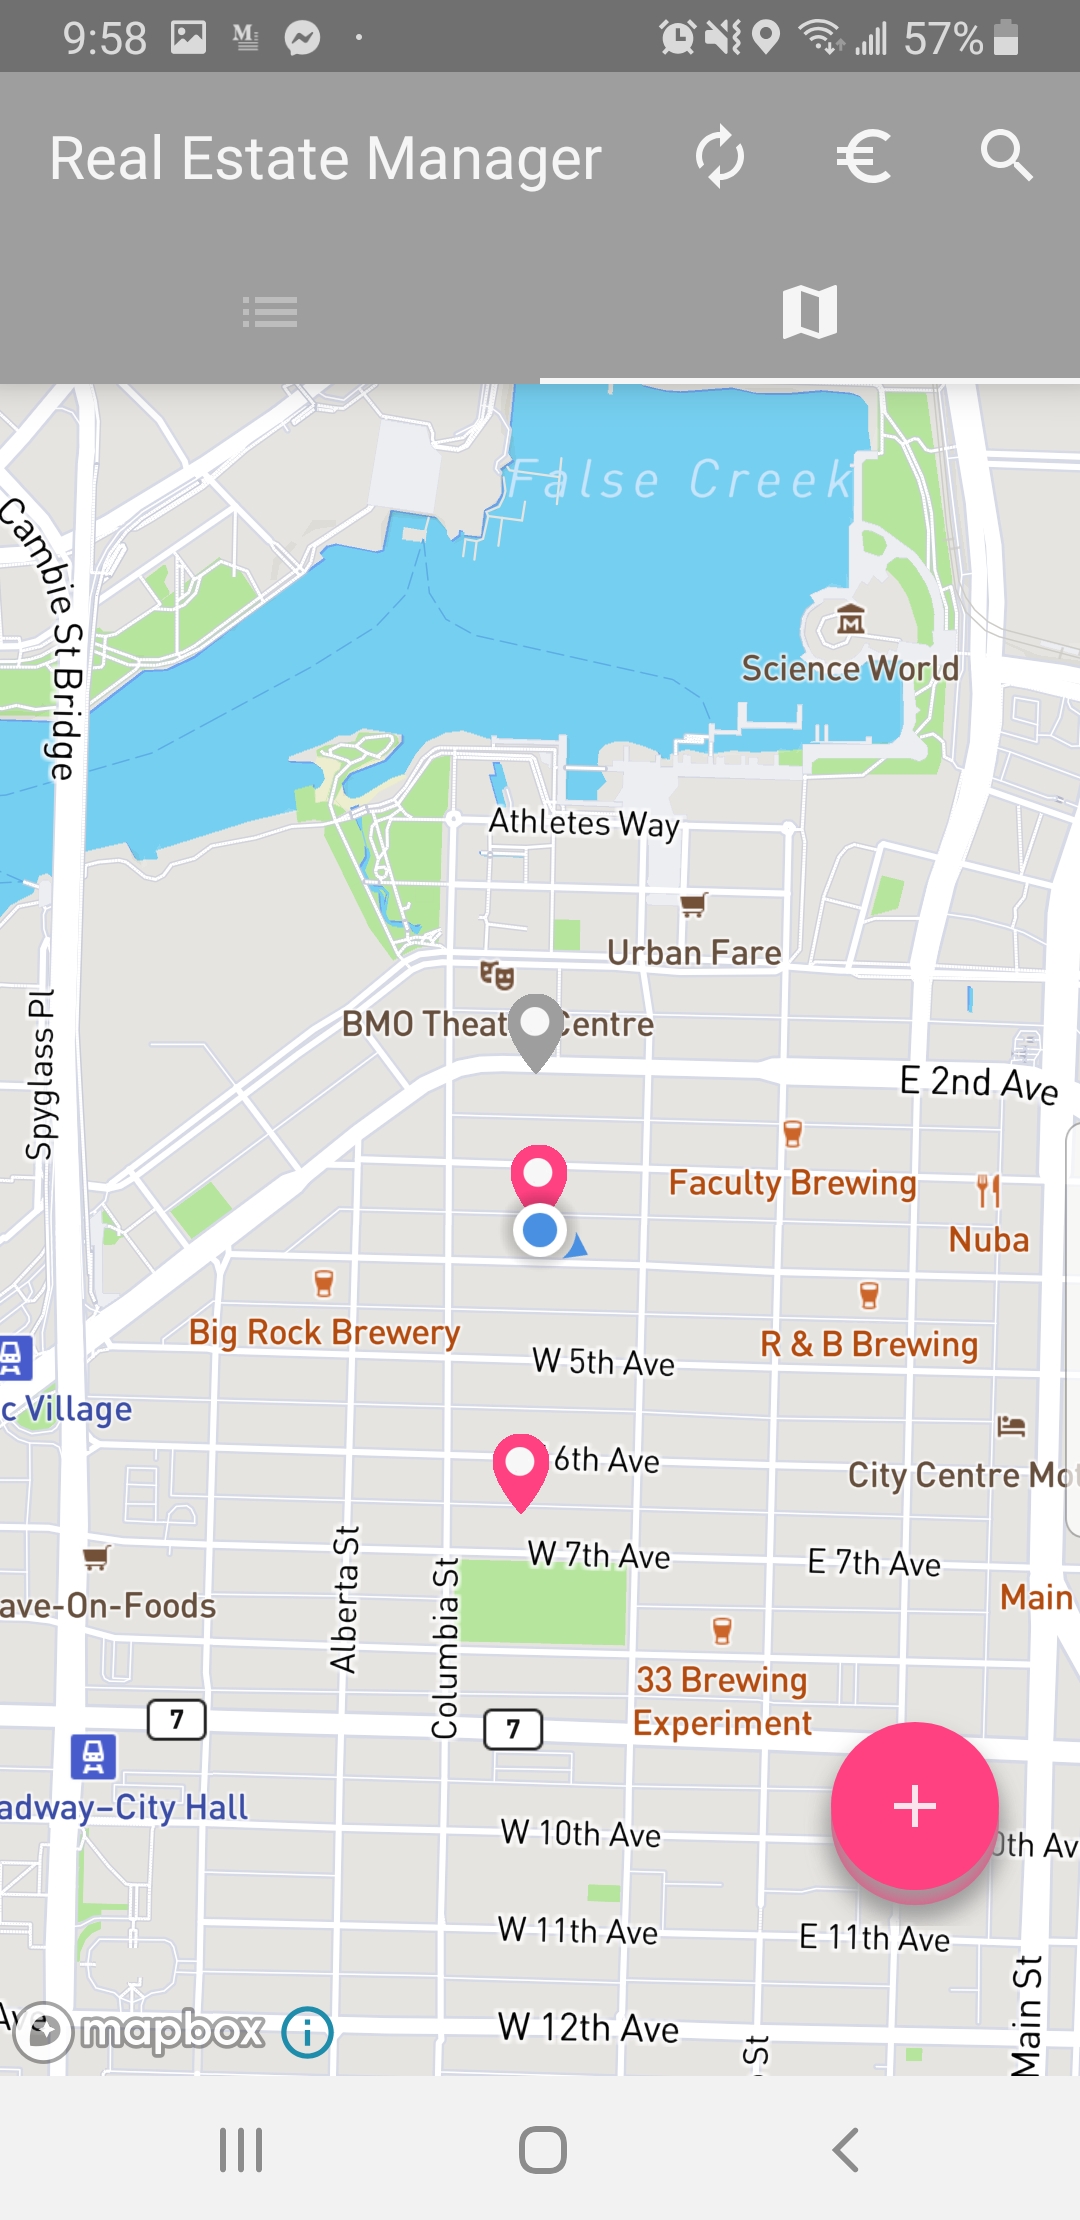 9:58
57%
Real Estate Manager
False Creek
Cambie St Bridge
Science World
Athletes Way
Urban Fare
BMO Theat Centre
E 2nd Ave
Spyglass Pl
Faculty Brewing
Nuba
Big Rock Brewery
R & B Brewing
W 5th Ave
c Village
6th Ave
City Centre Mot
W 7th Ave
E 7th Ave
ave-On-Foods
Main
Alberta St
Columbia St
33 Brewing
Experiment
7
7
adway–City Hall
W 10th Ave
0th Av
W 11th Ave
E 11th Ave
Main St
Ave
mapbox
W 12th Ave
St